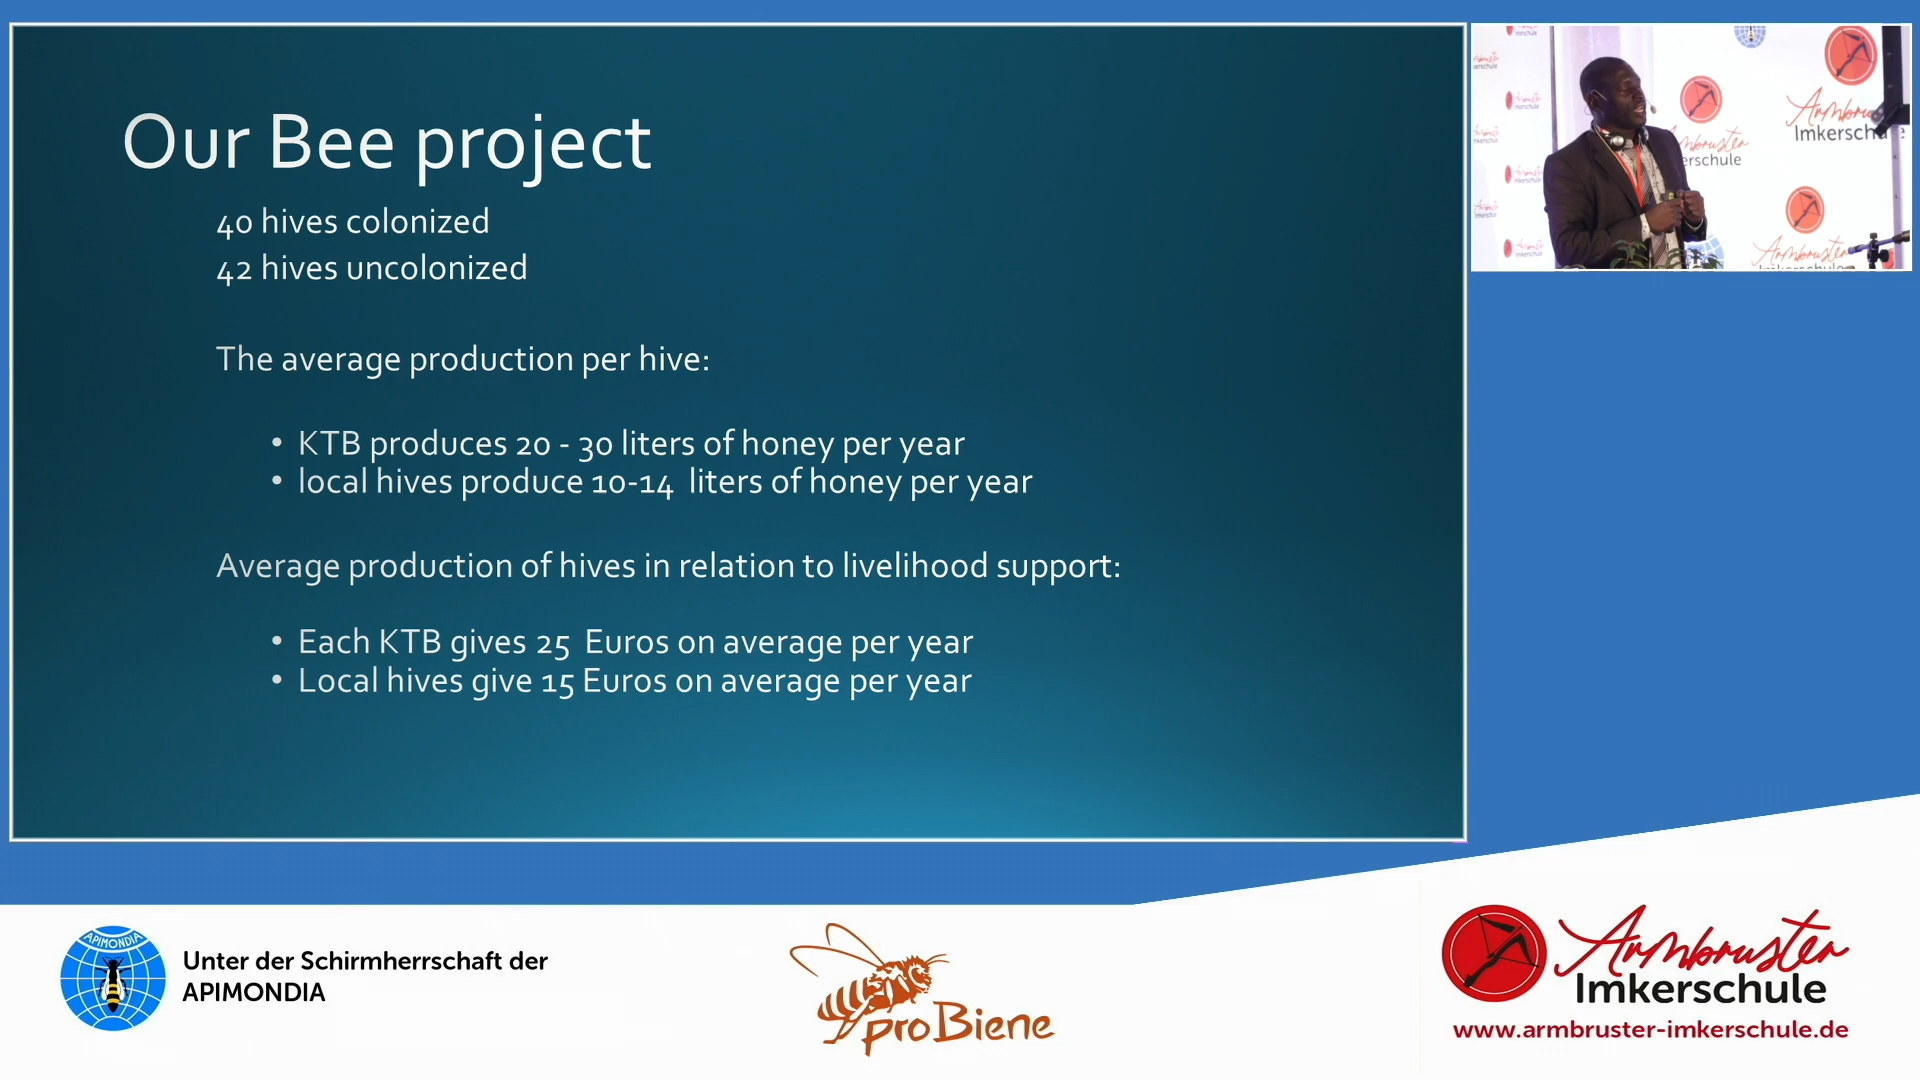 Our Bee project
40 hives colonized
42 hives uncolonized
The average production per hive:
• KTB produces 20 - 30 liters of honey per year
• local hives produce 10-14 liters of honey per year
Average production of hives in relation to livelihood support:
• Each KTB gives 25 Euros on average per year
• Local hives give 15 Euros on average per year
Armbruster
Imkerschule
APIMONDIA
Unter der Schirmherrschaft der
APIMONDIA
proBiene
Armbruster
Imkerschule
www.armbruster-imkerschule.de